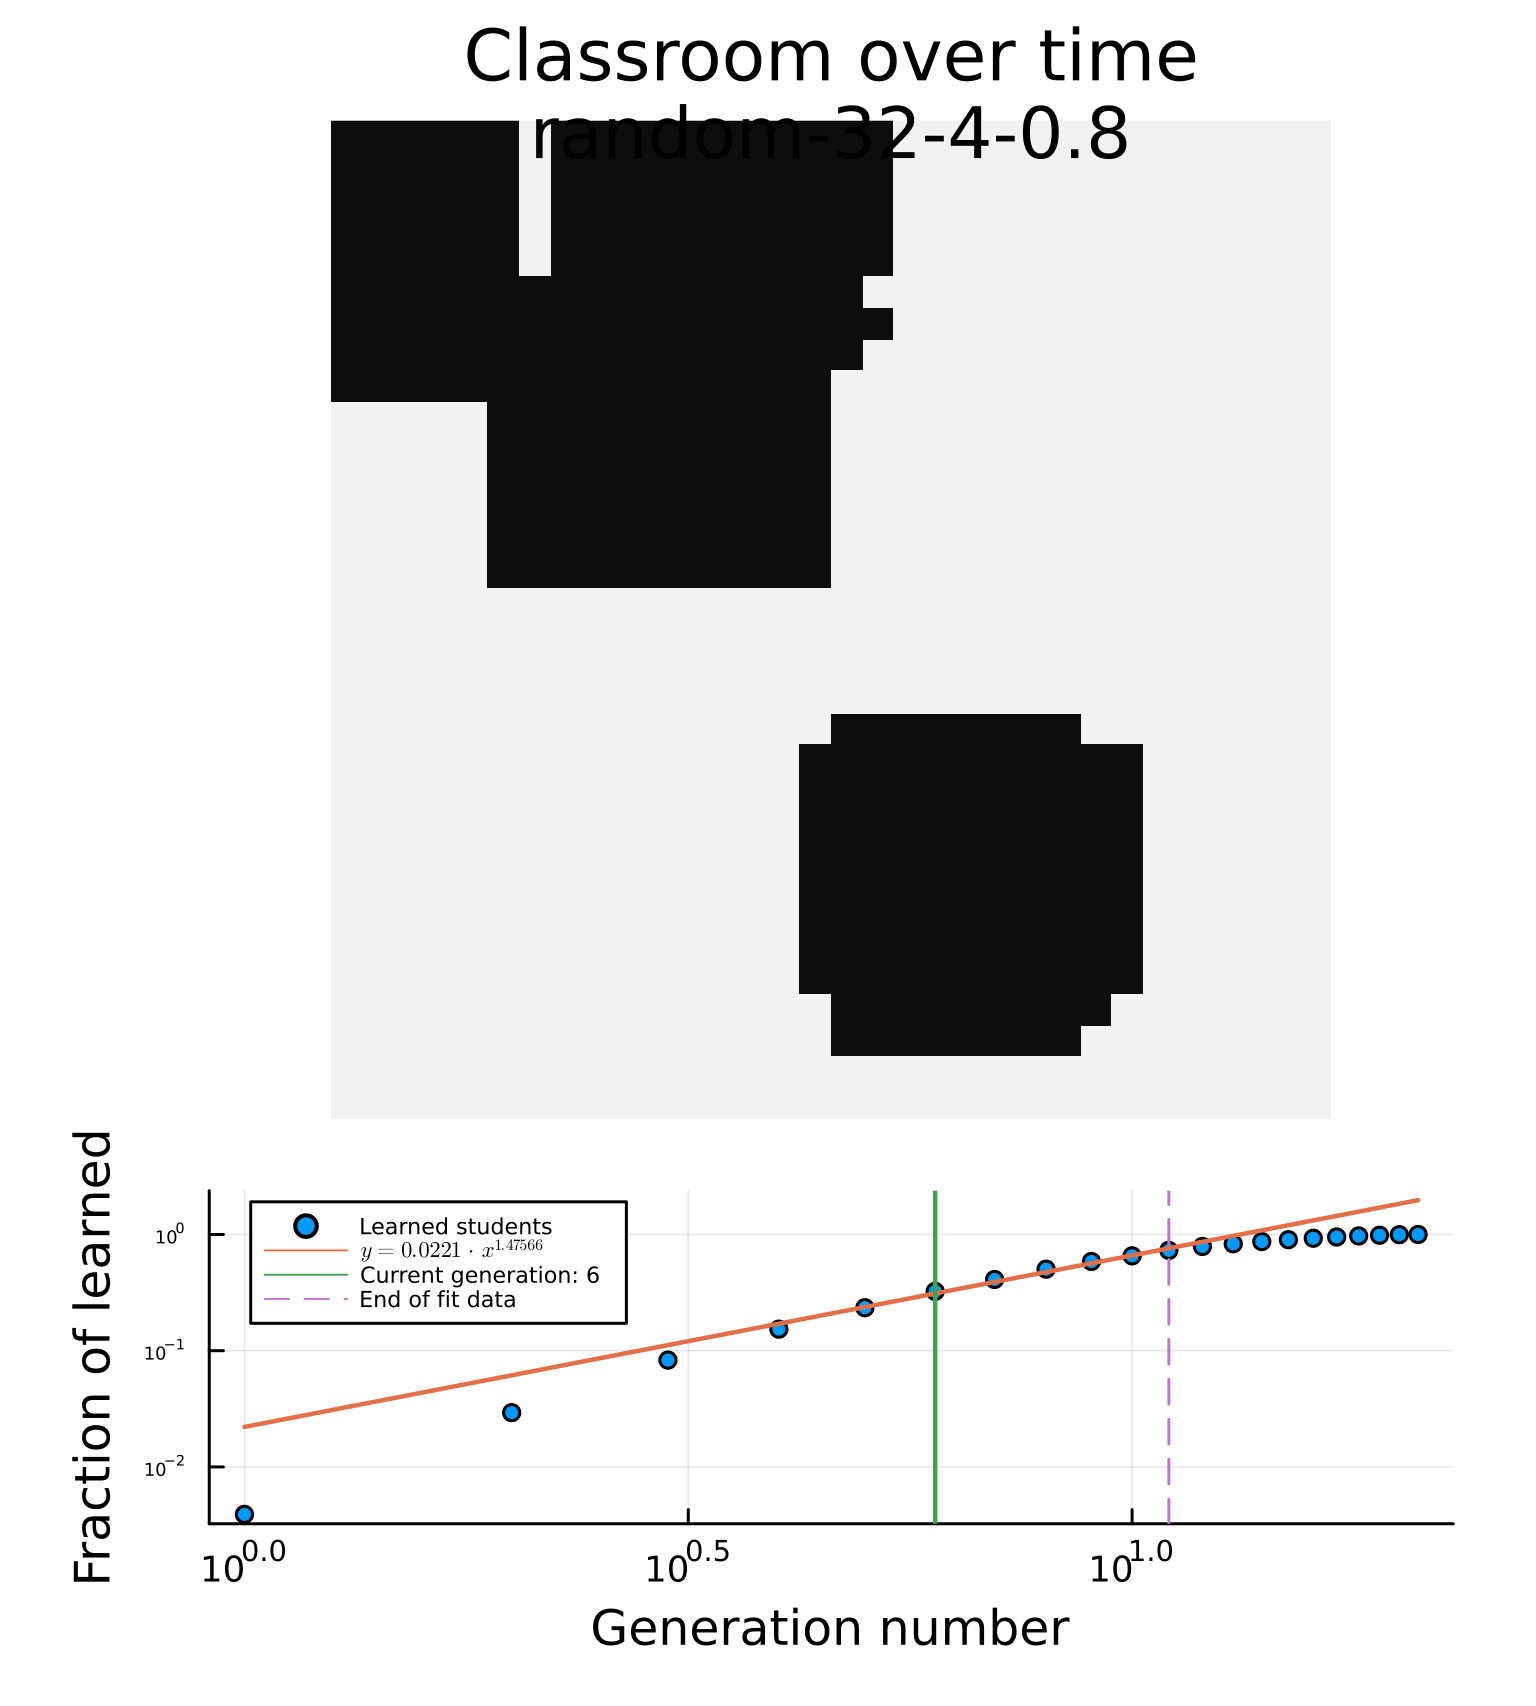 Classroom over time
random-32-4-0.8
Fraction of learned
10^0
10^−1
10^−2
Learned students
y = 0.0221 · x^1.47566
Current generation: 6
End of fit data
10^0.0 10^0.5 10^1.0
Generation number